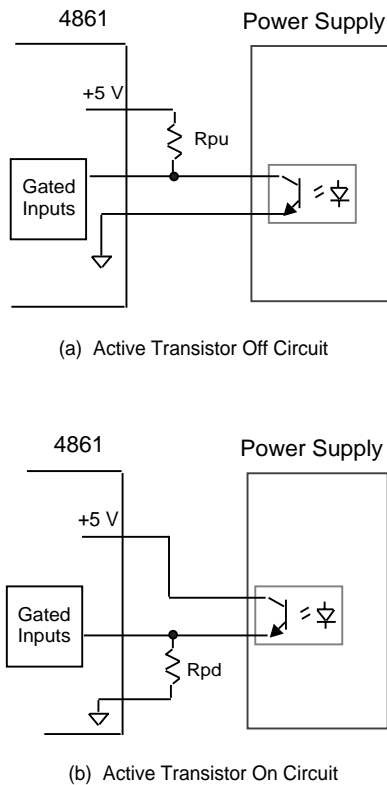 4861
Power Supply
+5 V
Rpu
Gated
Inputs
(a) Active Transistor Off Circuit
4861
Power Supply
+5 V
Gated
Inputs
Rpd
(b) Active Transistor On Circuit